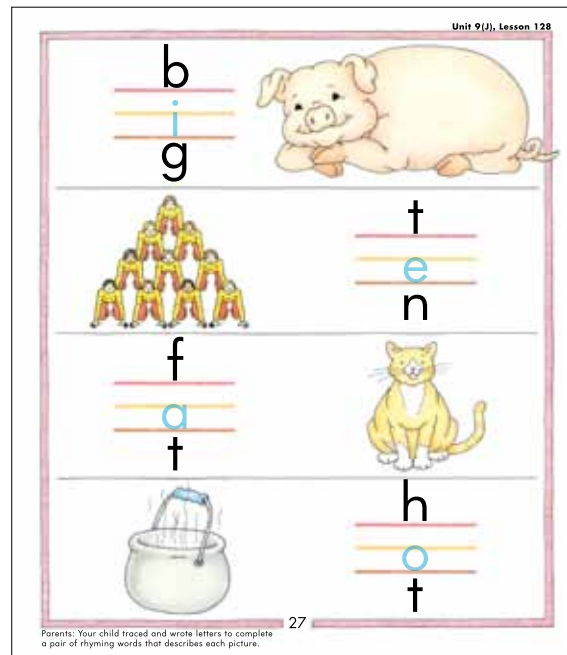 Unit 9(J), Lesson 128
b
i
g
t
e
n
f
a
t
h
o
t
27
Parents: Your child traced and wrote letters to complete
a pair of rhyming words that describes each picture.